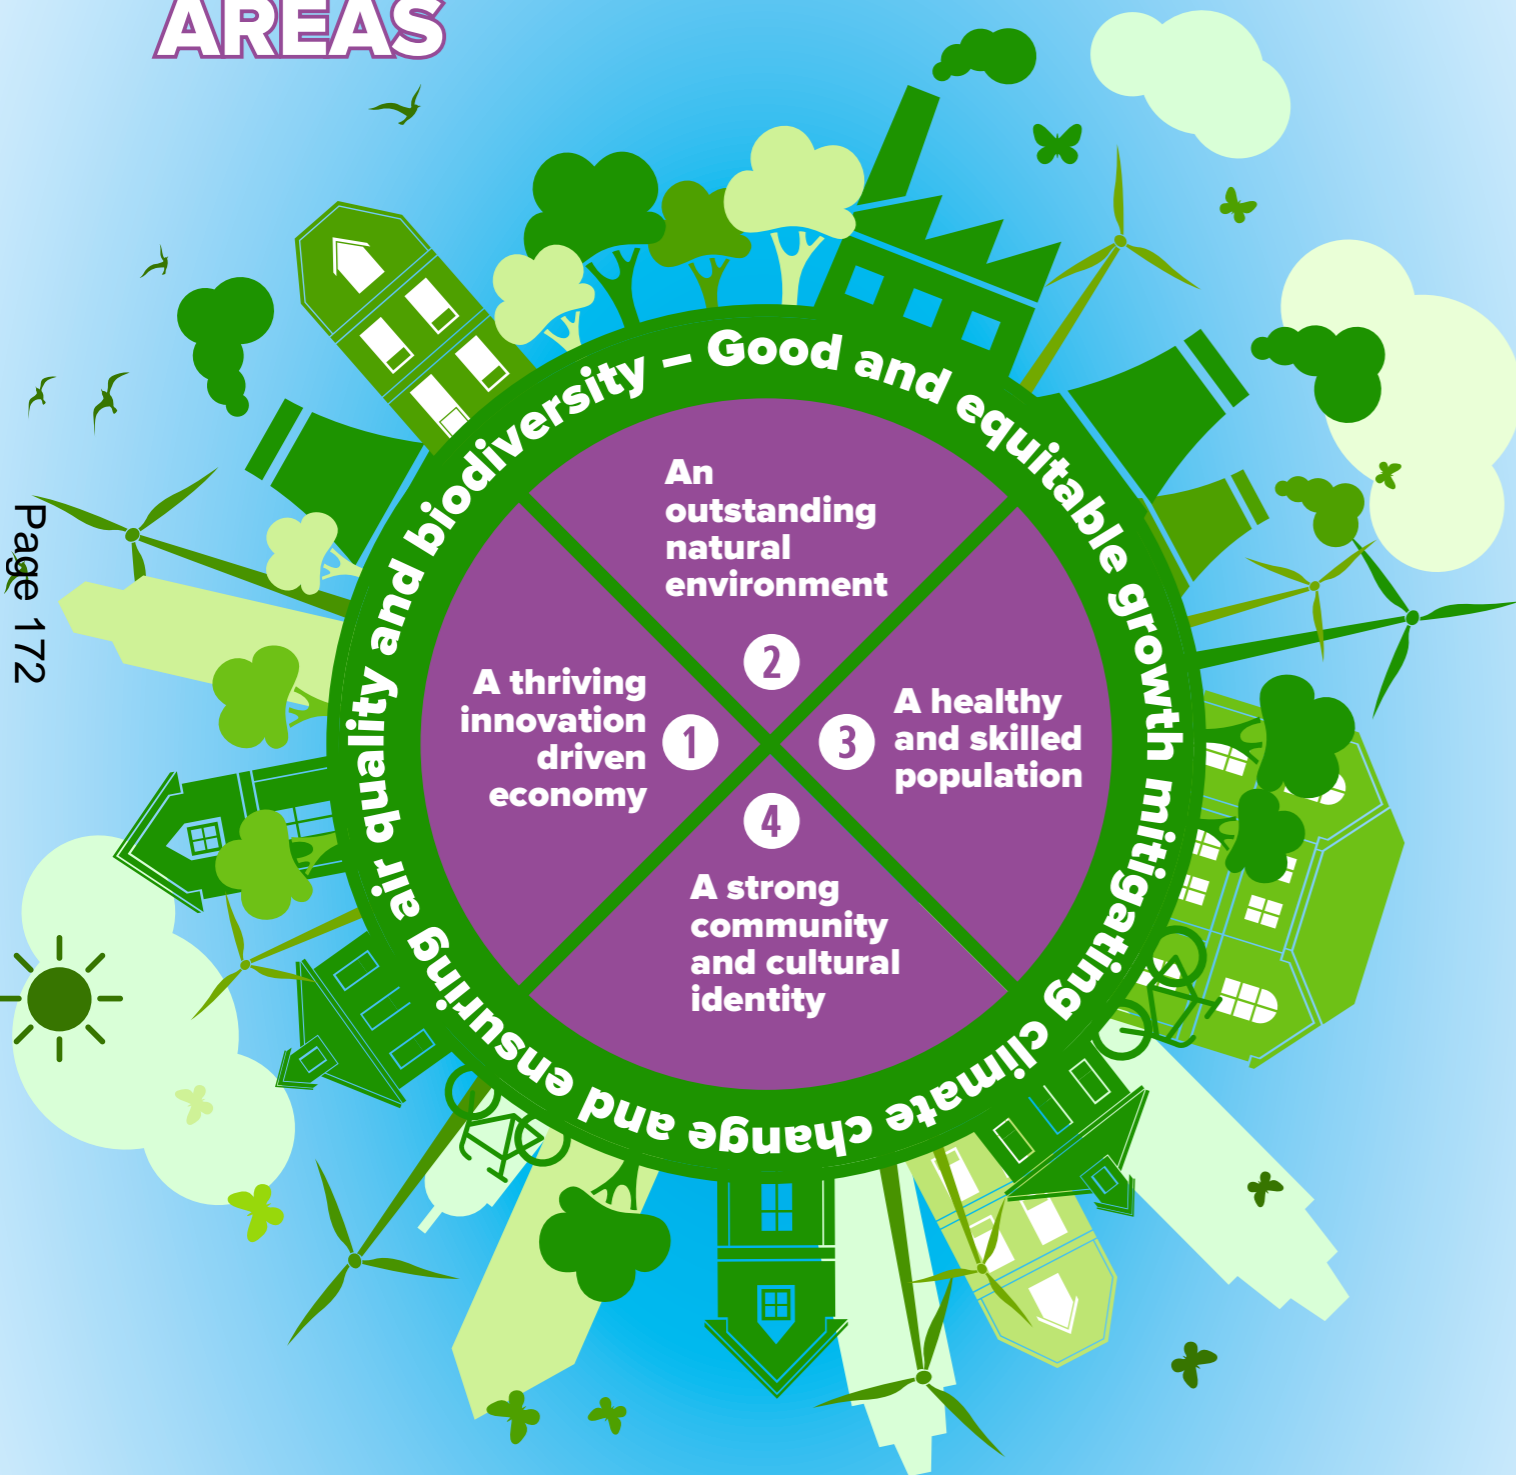 AREAS
Good and equitable growth mitigating climate change and ensuring air quality and biodiversity –
An
outstanding
natural
environment
2
A thriving
innovation
driven
economy
1
3
A healthy
and skilled
population
4
A strong
community
and cultural
identity
Page 172